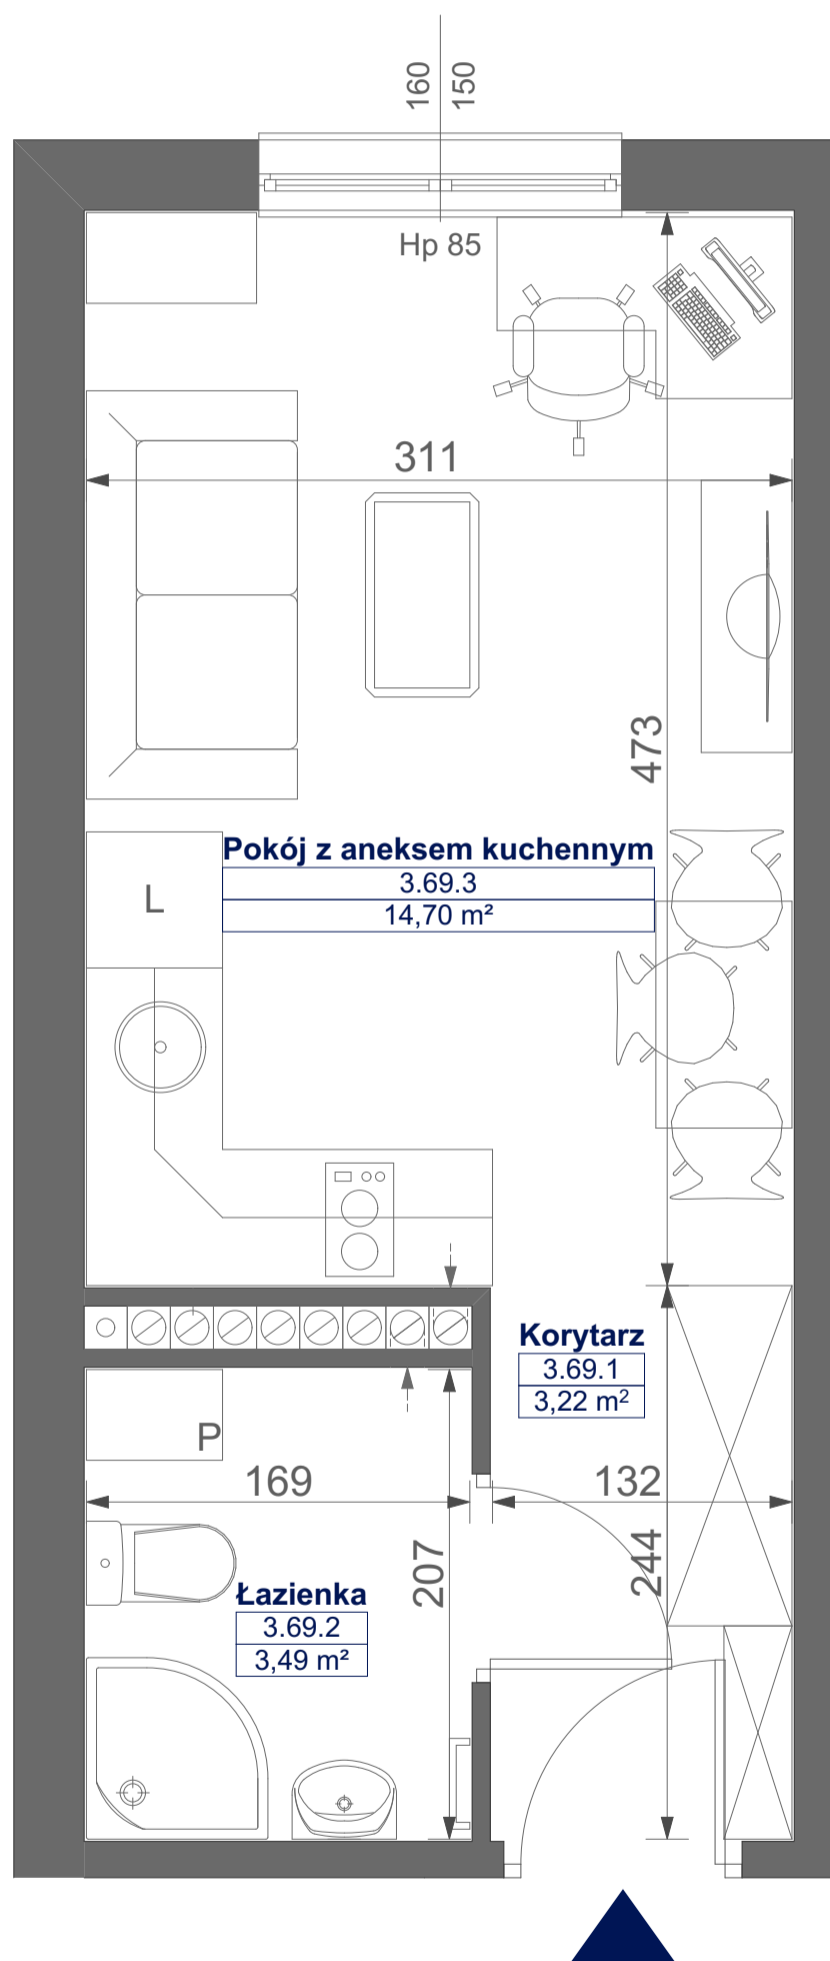 160
150
Hp 85
311
473
Pokój z aneksem kuchennym
3.69.3
14,70 m²
L
Korytarz
3.69.1
3,22 m²
P
169
132
207
244
Łazienka
3.69.2
3,49 m²